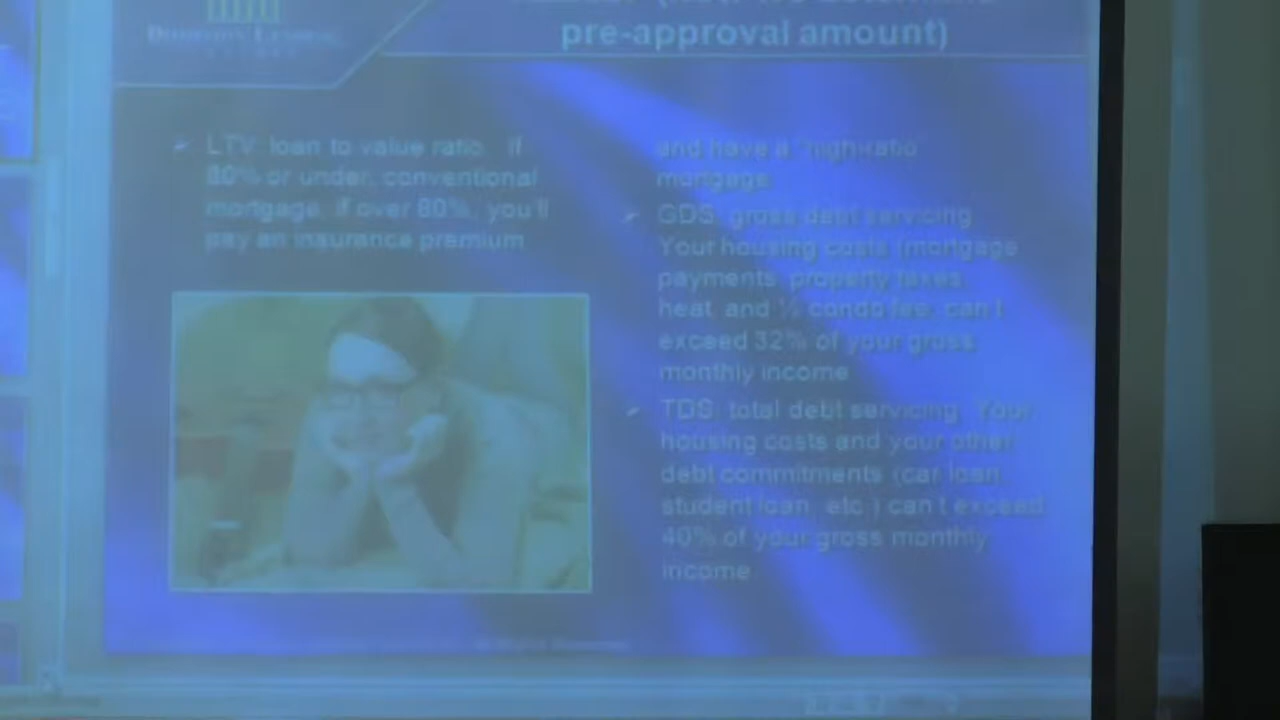 pre-approval amount)
LTV: loan to value ratio. If
80% or under, conventional
mortgage, if over 80%, you'll
pay an insurance premium
and have a "high-ratio"
mortgage
GDS: gross debt servicing
Your housing costs (mortgage
payments, property taxes,
heat, and ½ condo fee, can't
exceed 32% of your gross
monthly income
TDS: total debt servicing. Your
housing costs and your other
debt commitments (car loan,
student loan, etc.) can't exceed
40% of your gross monthly
income